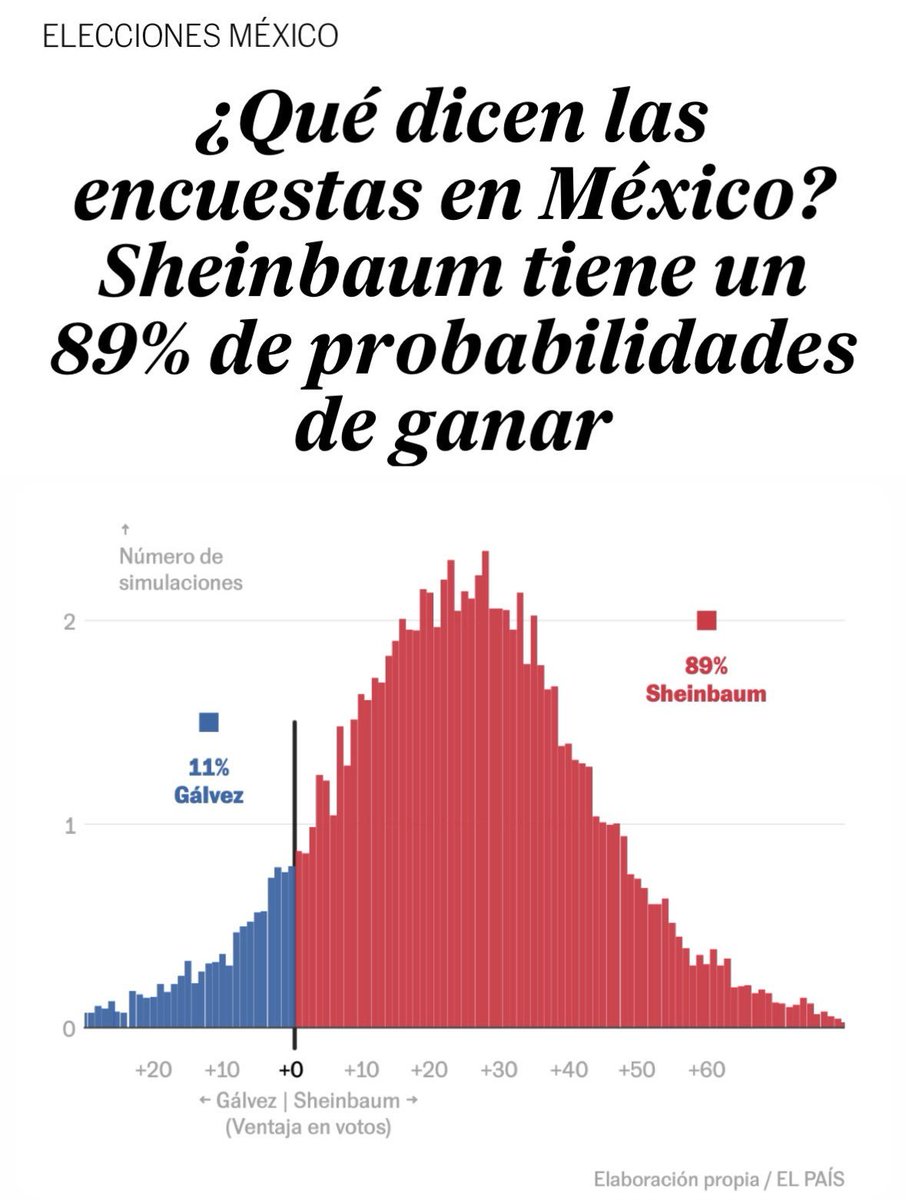 ELECCIONES MÉXICO
¿Qué dicen las
encuestas en México?
Sheinbaum tiene un
89% de probabilidades
de ganar
↑
Número de
simulaciones
2
89%
Sheinbaum
11%
Gálvez
1
0
+20 +10 +0 +10 +20 +30 +40 +50 +60
← Gálvez | Sheinbaum →
(Ventaja en votos)
Elaboración propia / EL PAÍS